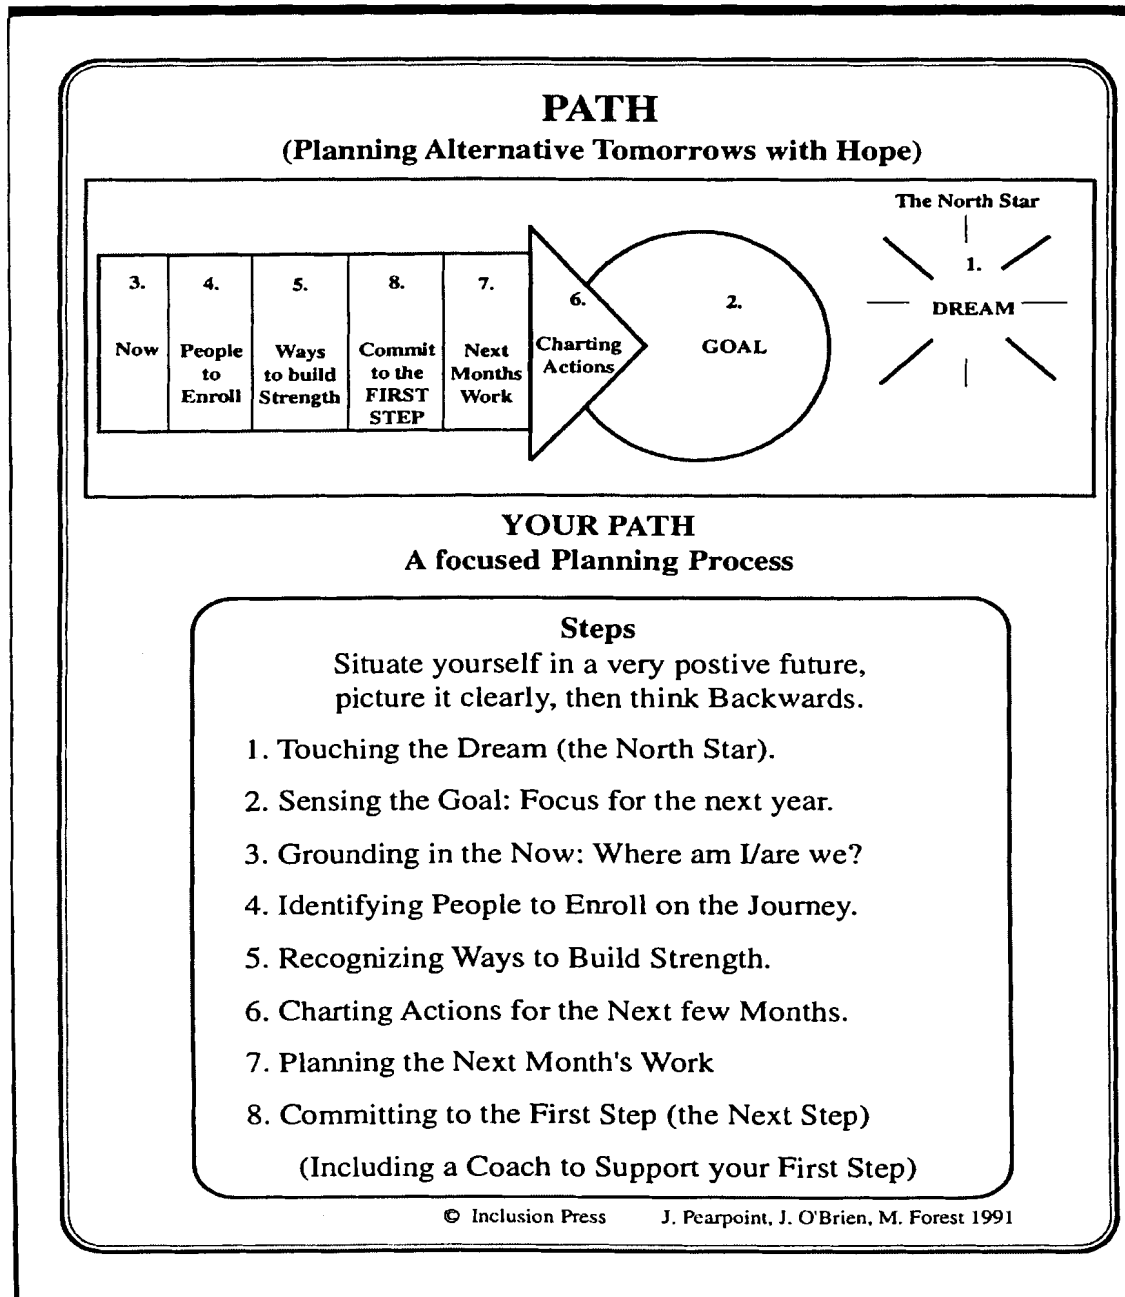 PATH
(Planning Alternative Tomorrows with Hope)
The North Star
1.
DREAM
3.
Now
4.
People
to
Enroll
5.
Ways
to build
Strength
8.
Commit
to the
FIRST
STEP
7.
Next
Months
Work
6.
Charting
Actions
2.
GOAL
YOUR PATH
A focused Planning Process
Steps
Situate yourself in a very postive future,
picture it clearly, then think Backwards.
1. Touching the Dream (the North Star).
2. Sensing the Goal: Focus for the next year.
3. Grounding in the Now: Where am I/are we?
4. Identifying People to Enroll on the Journey.
5. Recognizing Ways to Build Strength.
6. Charting Actions for the Next few Months.
7. Planning the Next Month's Work
8. Committing to the First Step (the Next Step)
(Including a Coach to Support your First Step)
© Inclusion Press J. Pearpoint, J. O'Brien, M. Forest 1991